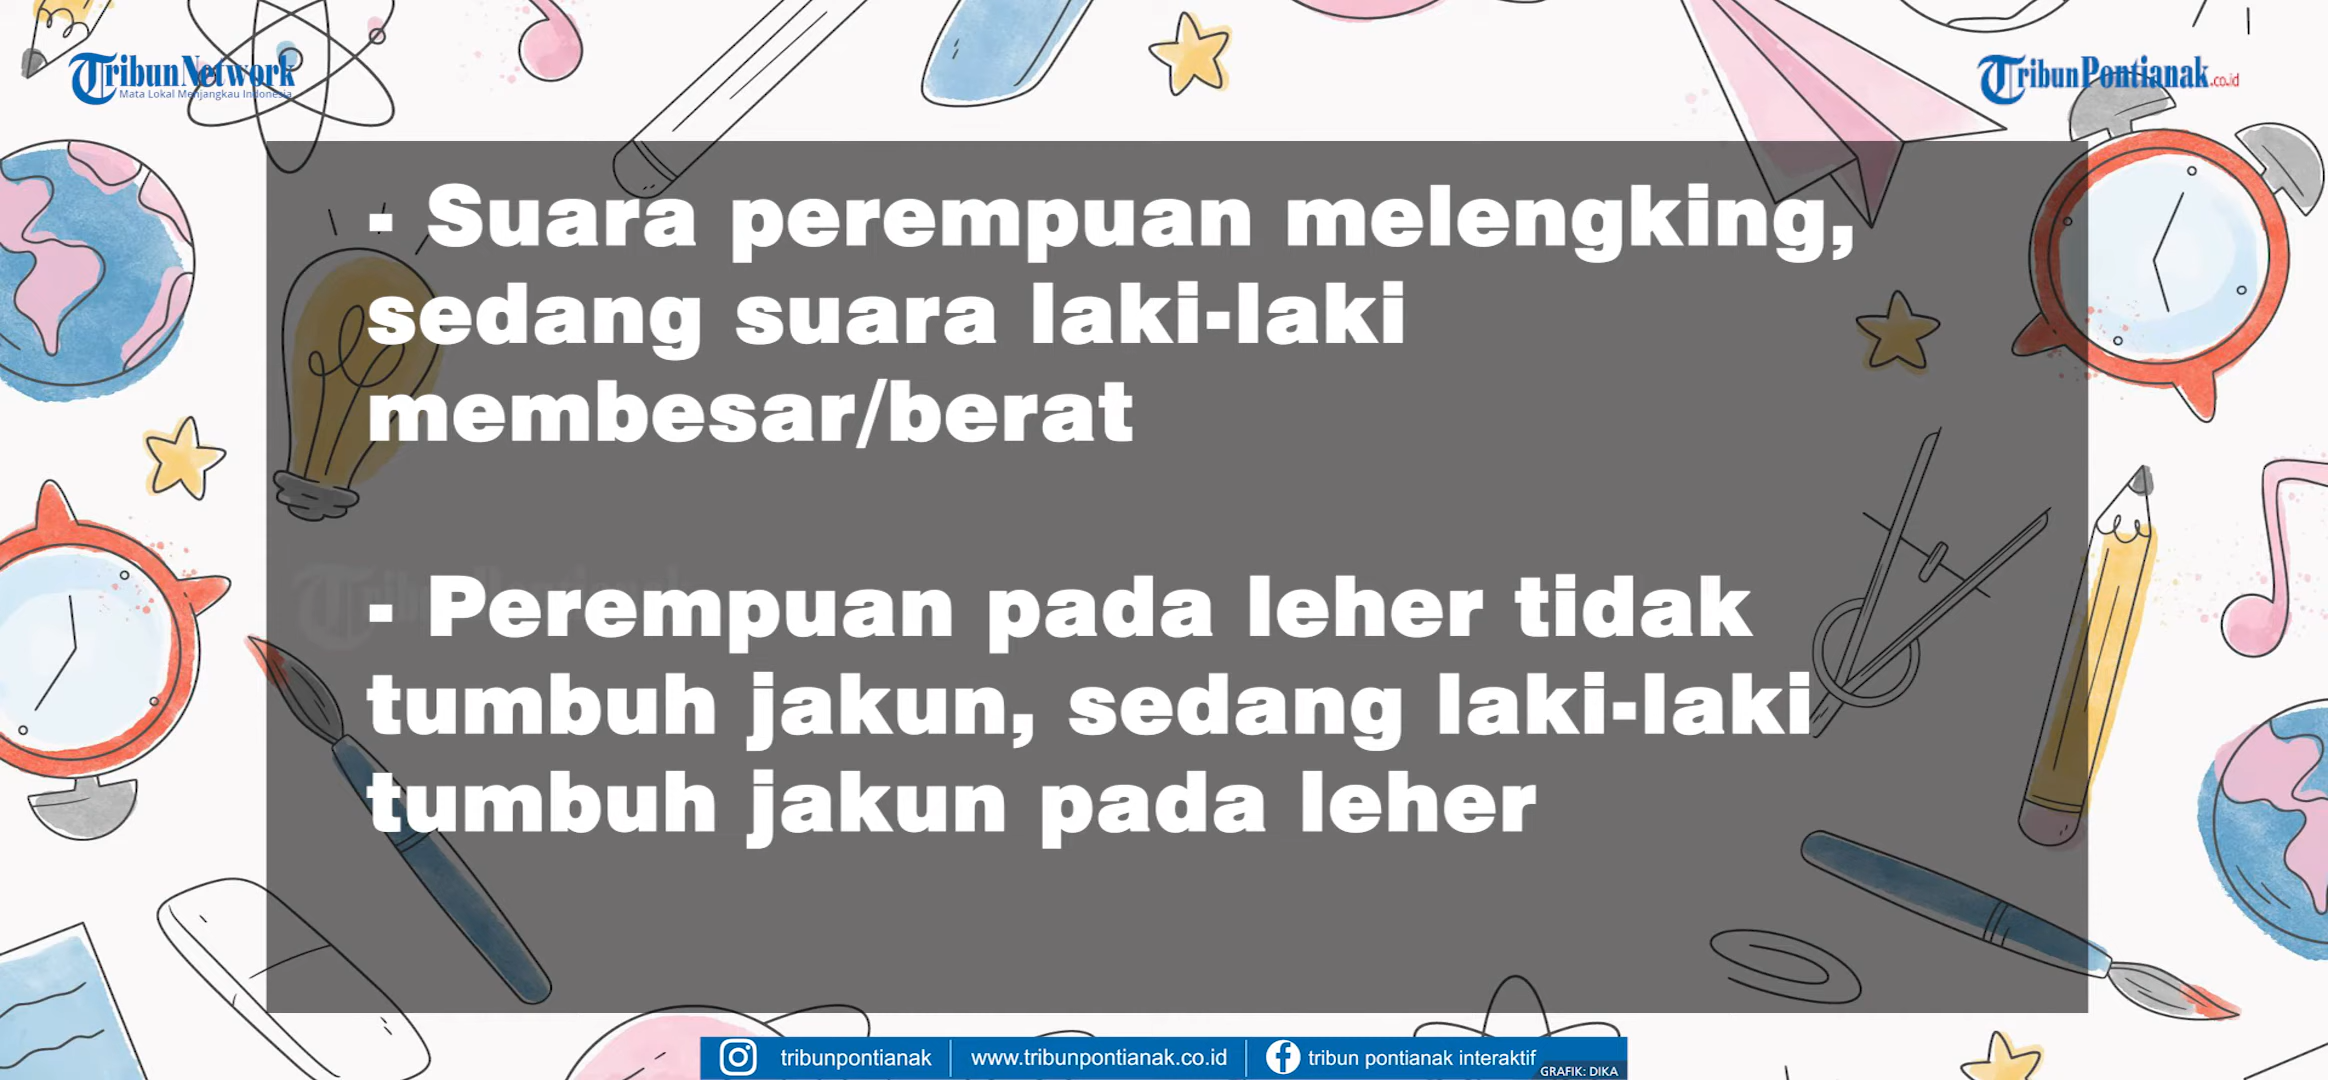 TribunNetwork
Mata Lokal Menjangkau Indonesia
TribunPontianak.co.id
- Suara perempuan melengking,
sedang suara laki-laki
membesar/berat
Tribun Pontianak
- Perempuan pada leher tidak
tumbuh jakun, sedang laki-laki
tumbuh jakun pada leher
tribunpontianak
www.tribunpontianak.co.id
tribun pontianak interaktif
GRAFIK: DIKA